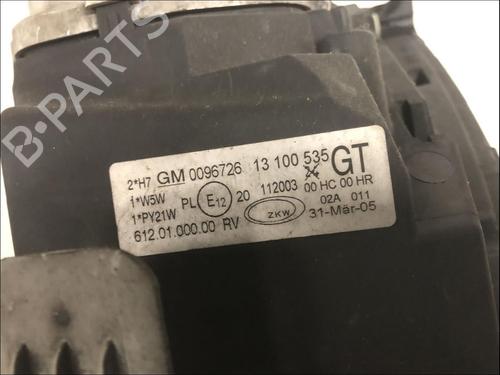 B-PARTS
2*H7 GM 0096726 13 100 535 GT
1*W5W PL E12 20 112003 00 HC 00 HR
1*PY21W ZKW 02A 011
612.01.000.00 RV 31-Mär-05